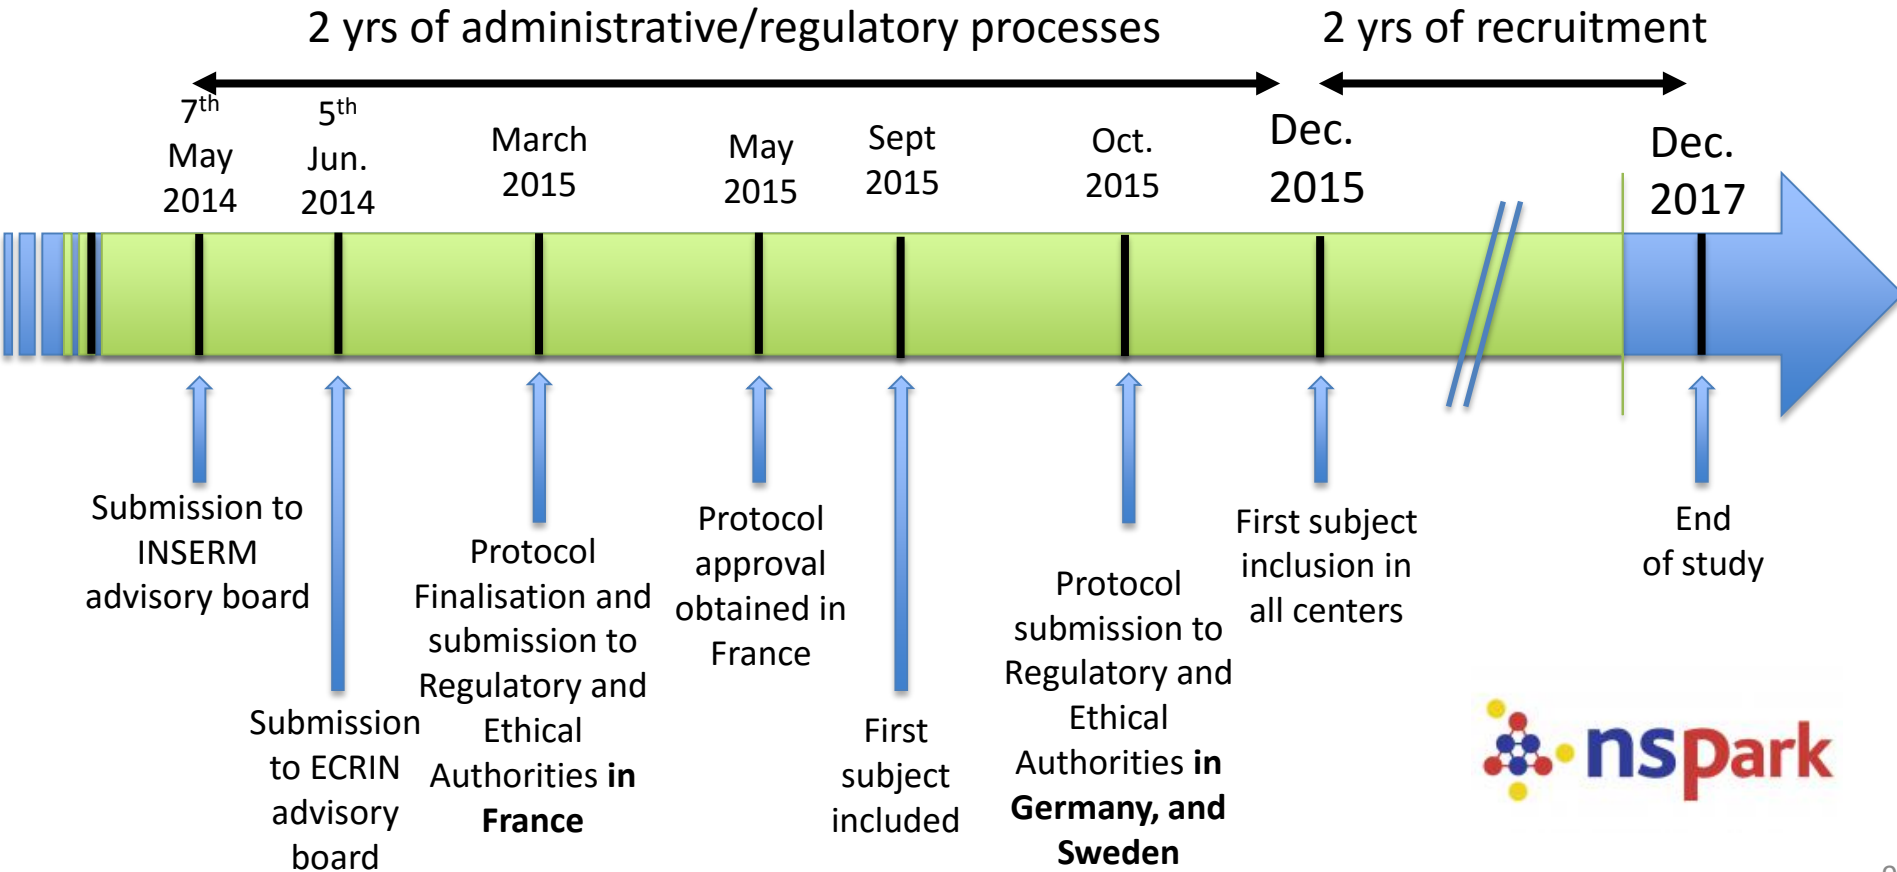 2 yrs of administrative/regulatory processes
2 yrs of recruitment
7th
May
2014
5th
Jun.
2014
March
2015
May
2015
Sept
2015
Oct.
2015
Dec.
2015
Dec.
2017
Submission to
INSERM
advisory board
Submission
to ECRIN
advisory
board
Protocol
Finalisation and
submission to
Regulatory and
Ethical
Authorities in
France
Protocol
approval
obtained in
France
First
subject
included
Protocol
submission to
Regulatory and
Ethical
Authorities in
Germany, and
Sweden
First subject
inclusion in
all centers
End
of study
nspark